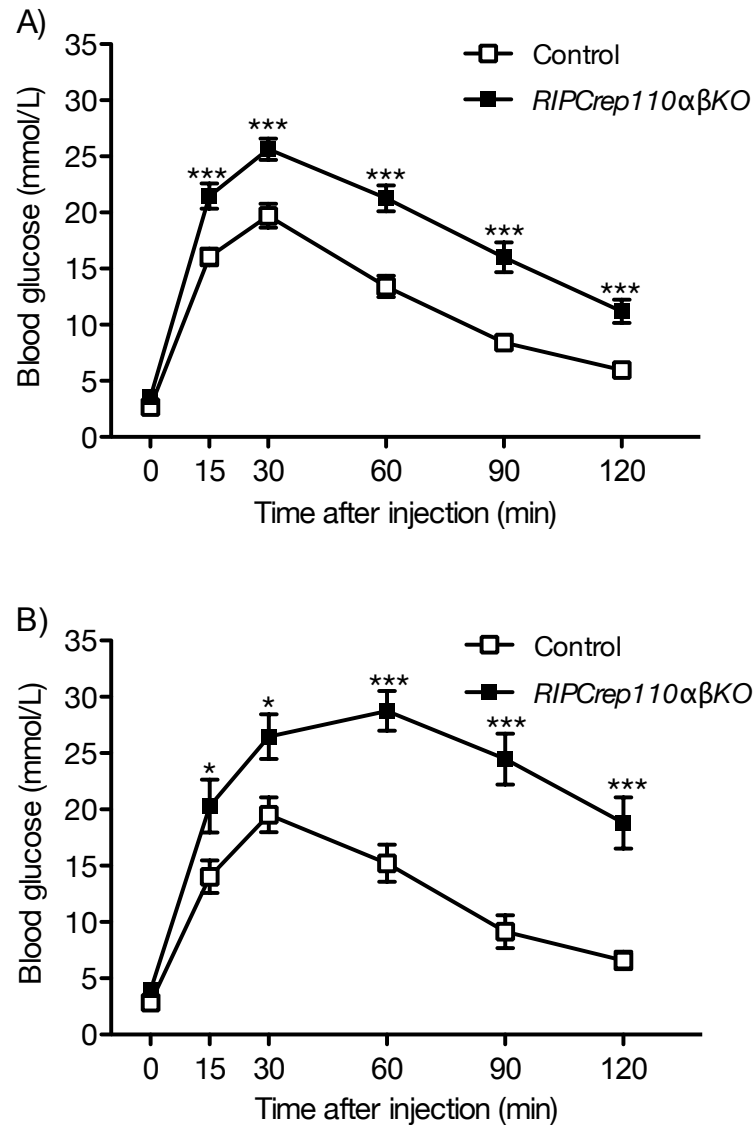 A)
35
30
25
20
15
10
5
0
Blood glucose (mmol/L)
Control
RIPCrep110αβKO
***
***
***
***
***
0 15 30 60 90 120
Time after injection (min)
B)
35
30
25
20
15
10
5
0
Blood glucose (mmol/L)
Control
RIPCrep110αβKO
*
*
***
***
***
0 15 30 60 90 120
Time after injection (min)